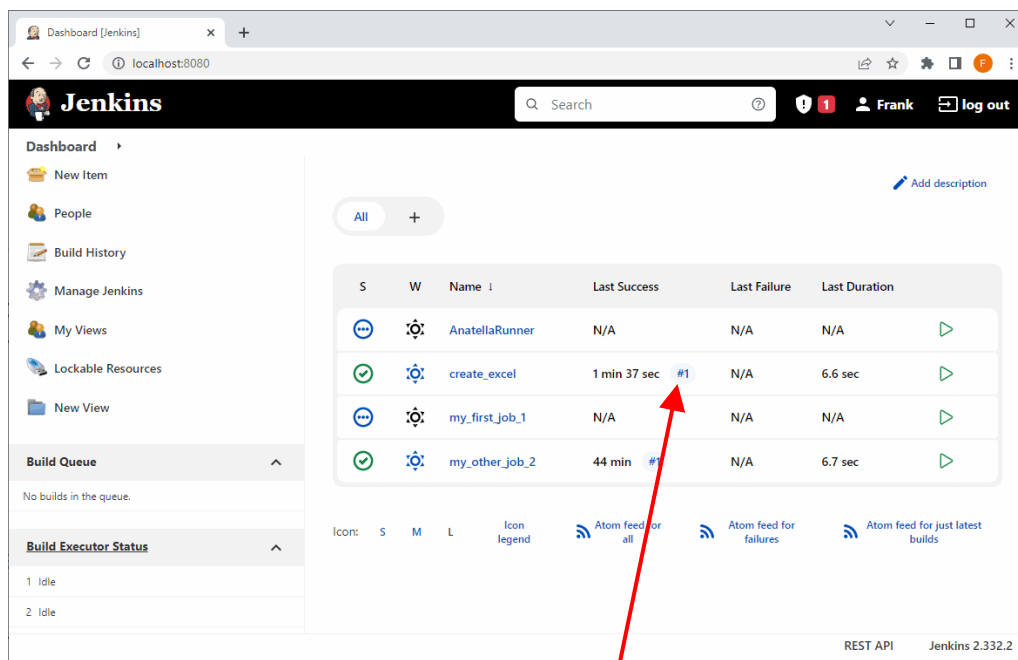 Dashboard [Jenkins]
localhost:8080
F
Jenkins
Search
1
Frank
log out
Dashboard
New Item
People
Build History
Manage Jenkins
My Views
Lockable Resources
New View
Build Queue
No builds in the queue.
Build Executor Status
1 Idle
2 Idle
Add description
All +
S W Name ↓ Last Success Last Failure Last Duration
AnatellaRunner N/A N/A N/A
create_excel 1 min 37 sec #1 N/A 6.6 sec
my_first_job_1 N/A N/A N/A
my_other_job_2 44 min #1 N/A 6.7 sec
Icon: S M L
Icon
legend
Atom feed for
all
Atom feed for
failures
Atom feed for just latest
builds
REST API Jenkins 2.332.2